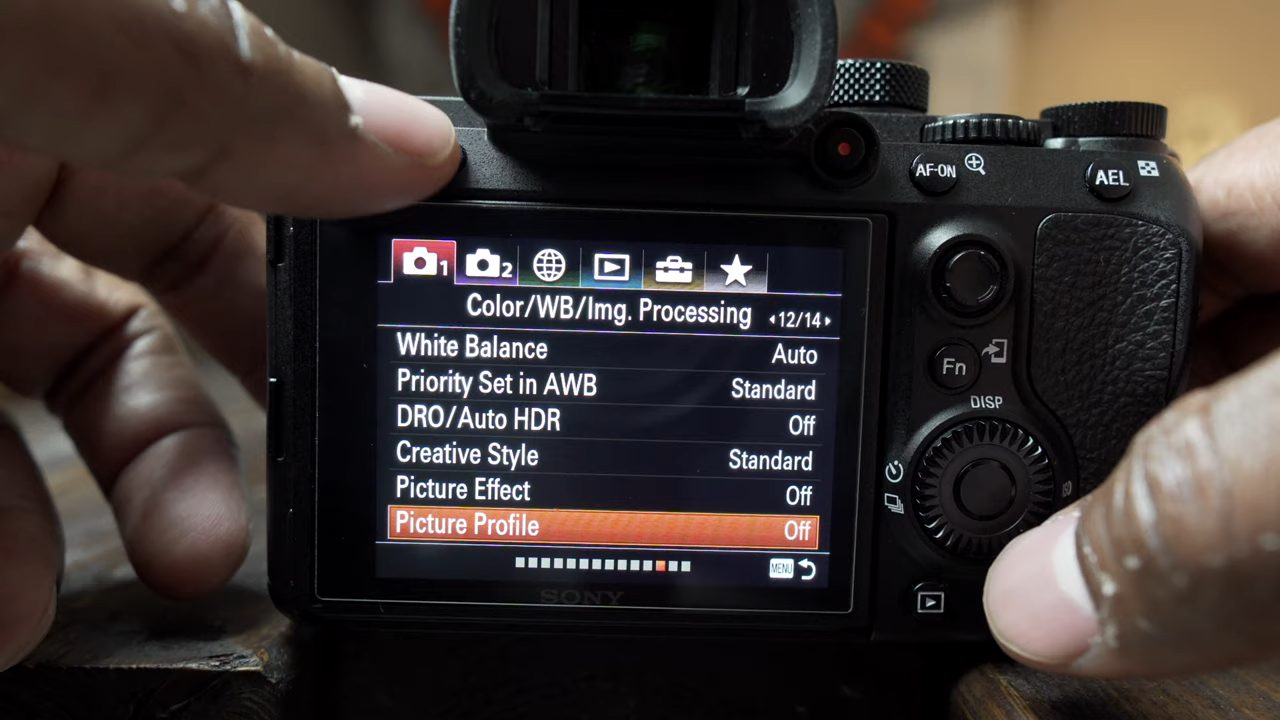 AF-ON
AEL
1
2
Color/WB/Img. Processing 12/14
White Balance Auto
Priority Set in AWB Standard
DRO/Auto HDR Off
Creative Style Standard
Picture Effect Off
Picture Profile Off
MENU
SONY
Fn
DISP